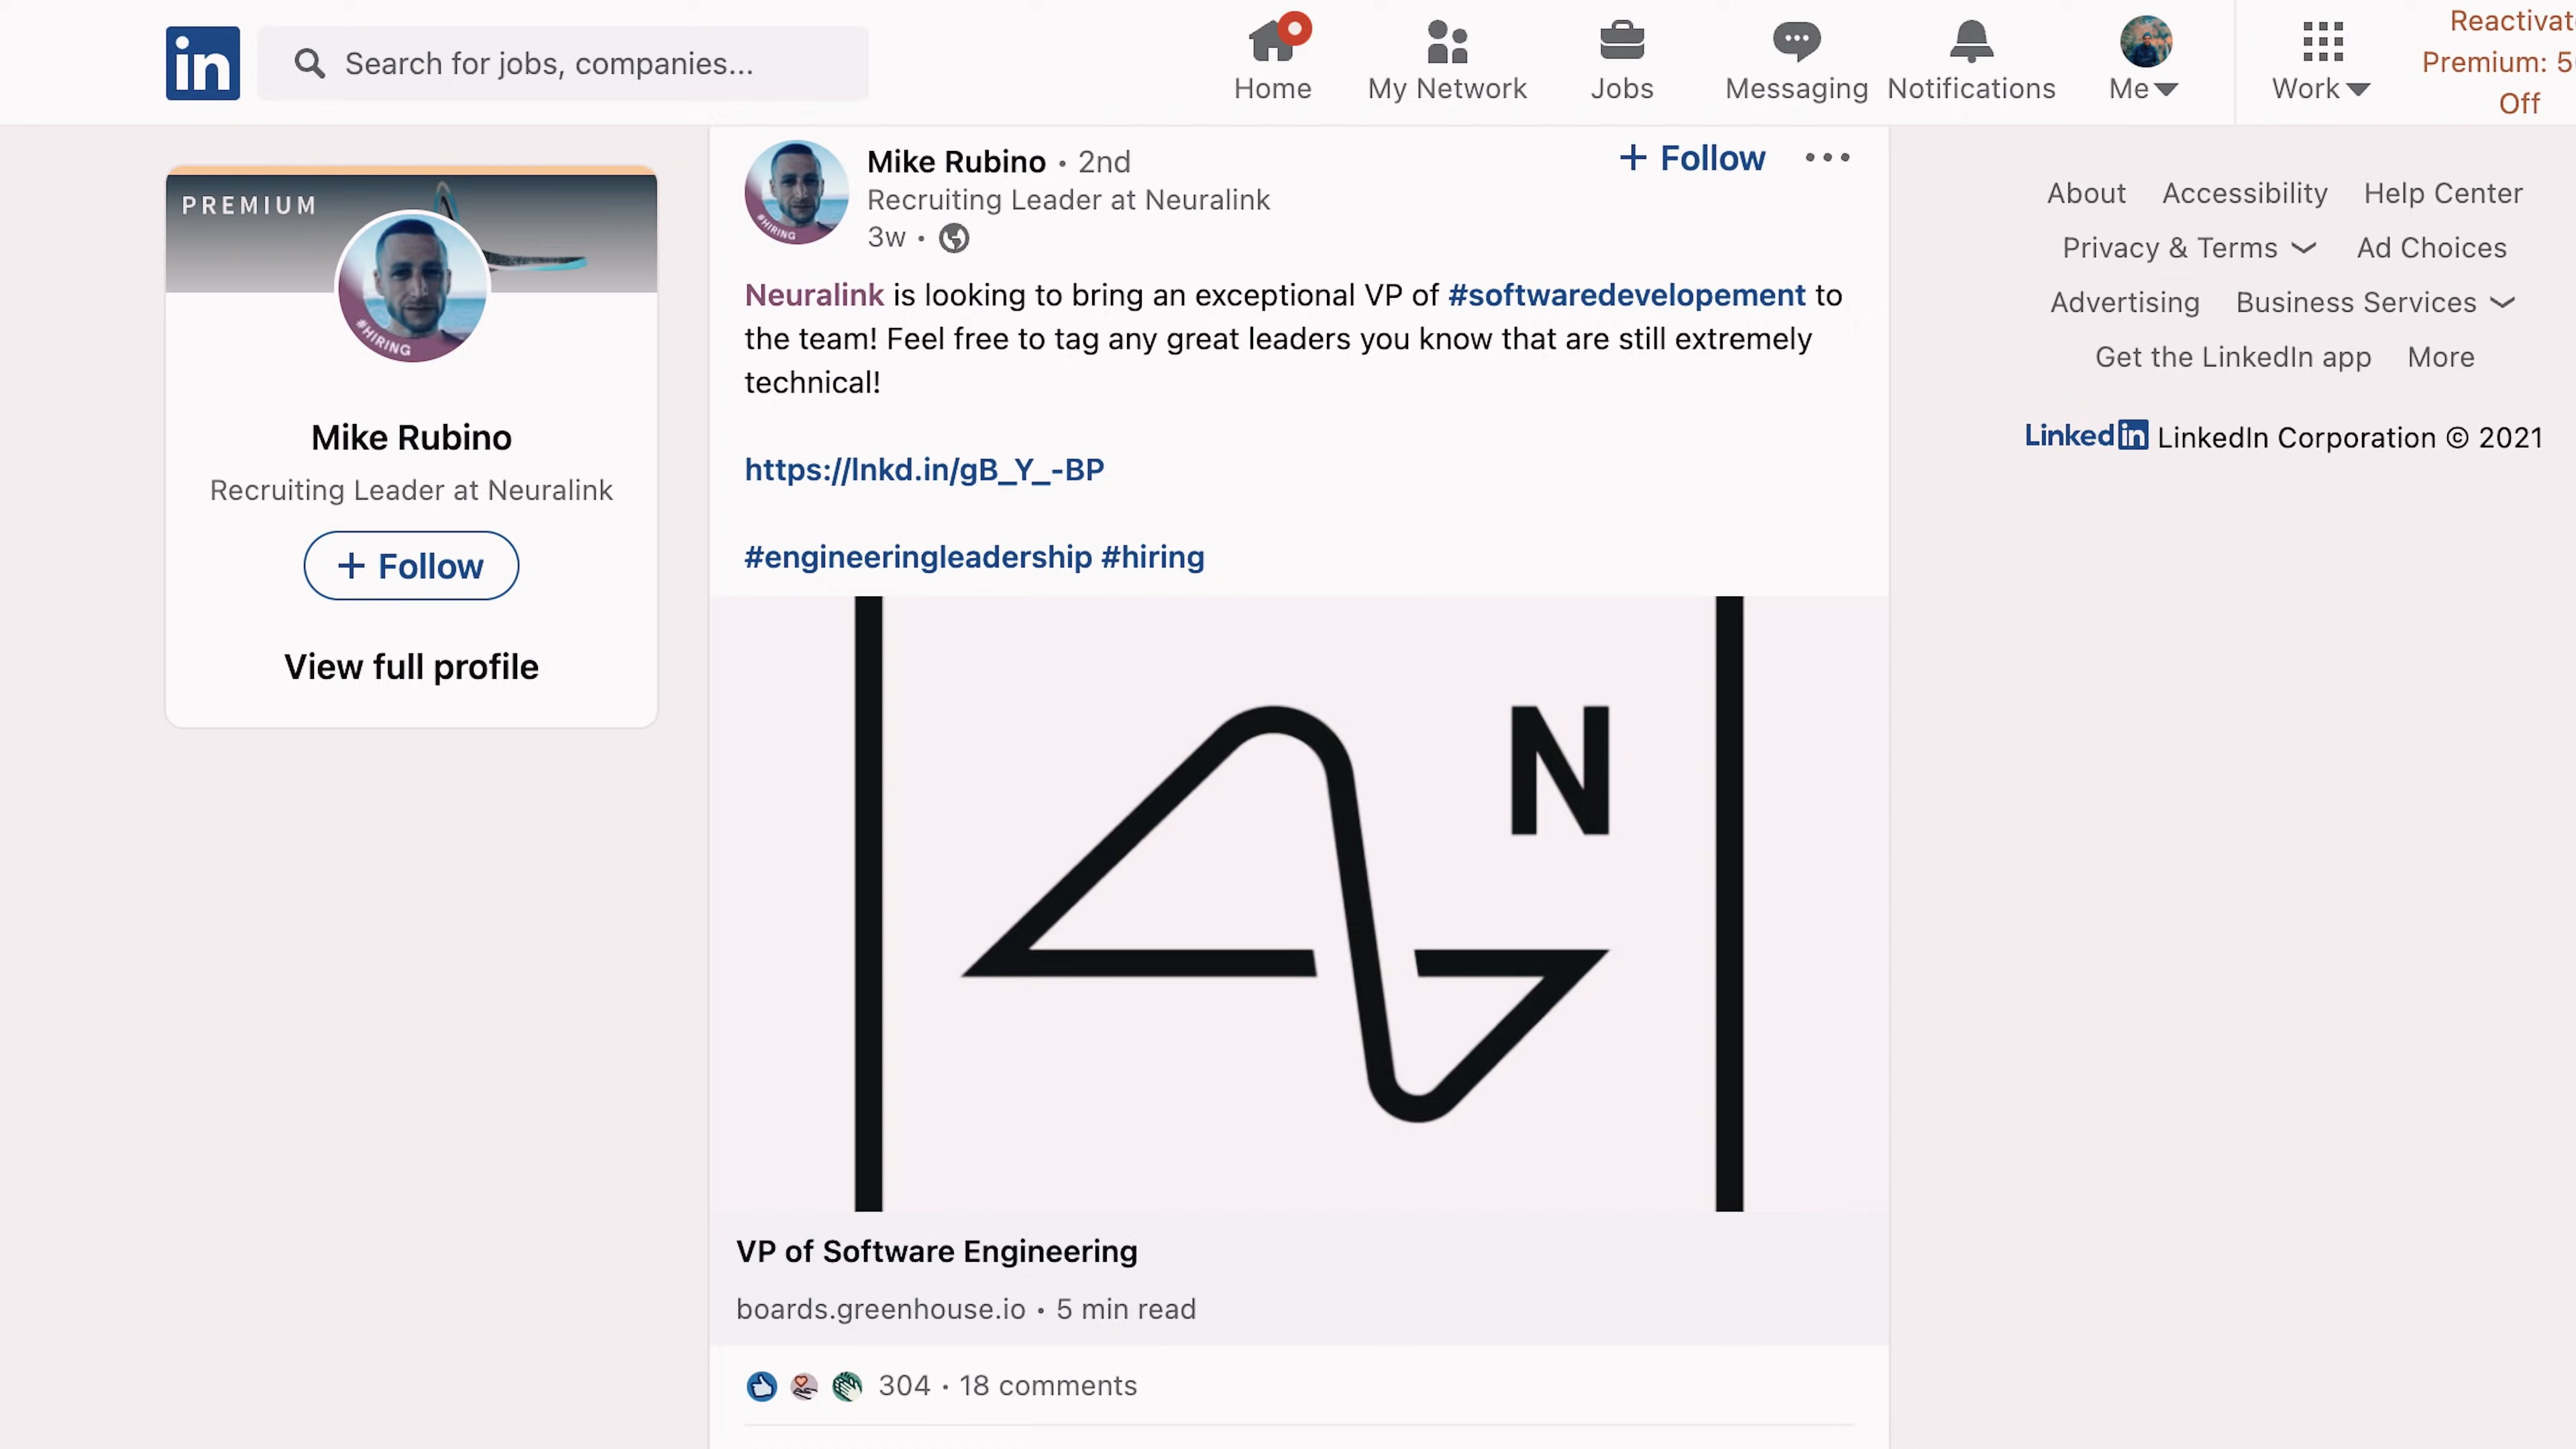 in
Search for jobs, companies...
Home
My Network
Jobs
Messaging
Notifications
Me
Work
Reactivat
Premium: 5
Off
PREMIUM
#HIRING
Mike Rubino
Recruiting Leader at Neuralink
+ Follow
View full profile
#HIRING
Mike Rubino • 2nd
Recruiting Leader at Neuralink
3w •
+ Follow
Neuralink is looking to bring an exceptional VP of #softwaredevelopement to
the team! Feel free to tag any great leaders you know that are still extremely
technical!
https://lnkd.in/gB_Y_-BP
#engineeringleadership #hiring
N
VP of Software Engineering
boards.greenhouse.io • 5 min read
304 • 18 comments
About Accessibility Help Center
Privacy & Terms Ad Choices
Advertising Business Services
Get the LinkedIn app More
LinkedIn LinkedIn Corporation © 2021